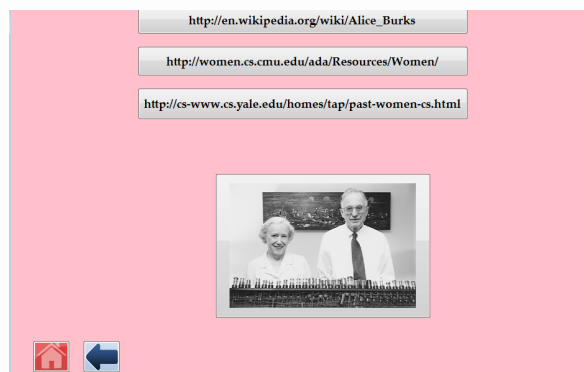 http://en.wikipedia.org/wiki/Alice_Burks
http://women.cs.cmu.edu/ada/Resources/Women/
http://cs-www.cs.yale.edu/homes/tap/past-women-cs.html